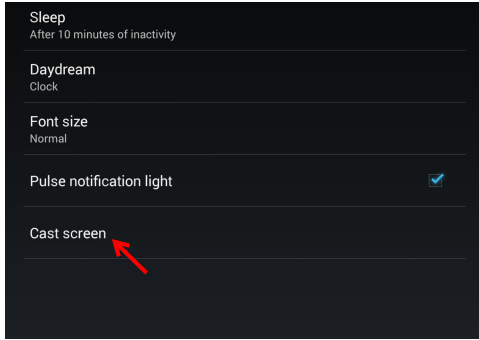 Sleep
After 10 minutes of inactivity
Daydream
Clock
Font size
Normal
Pulse notification light
Cast screen